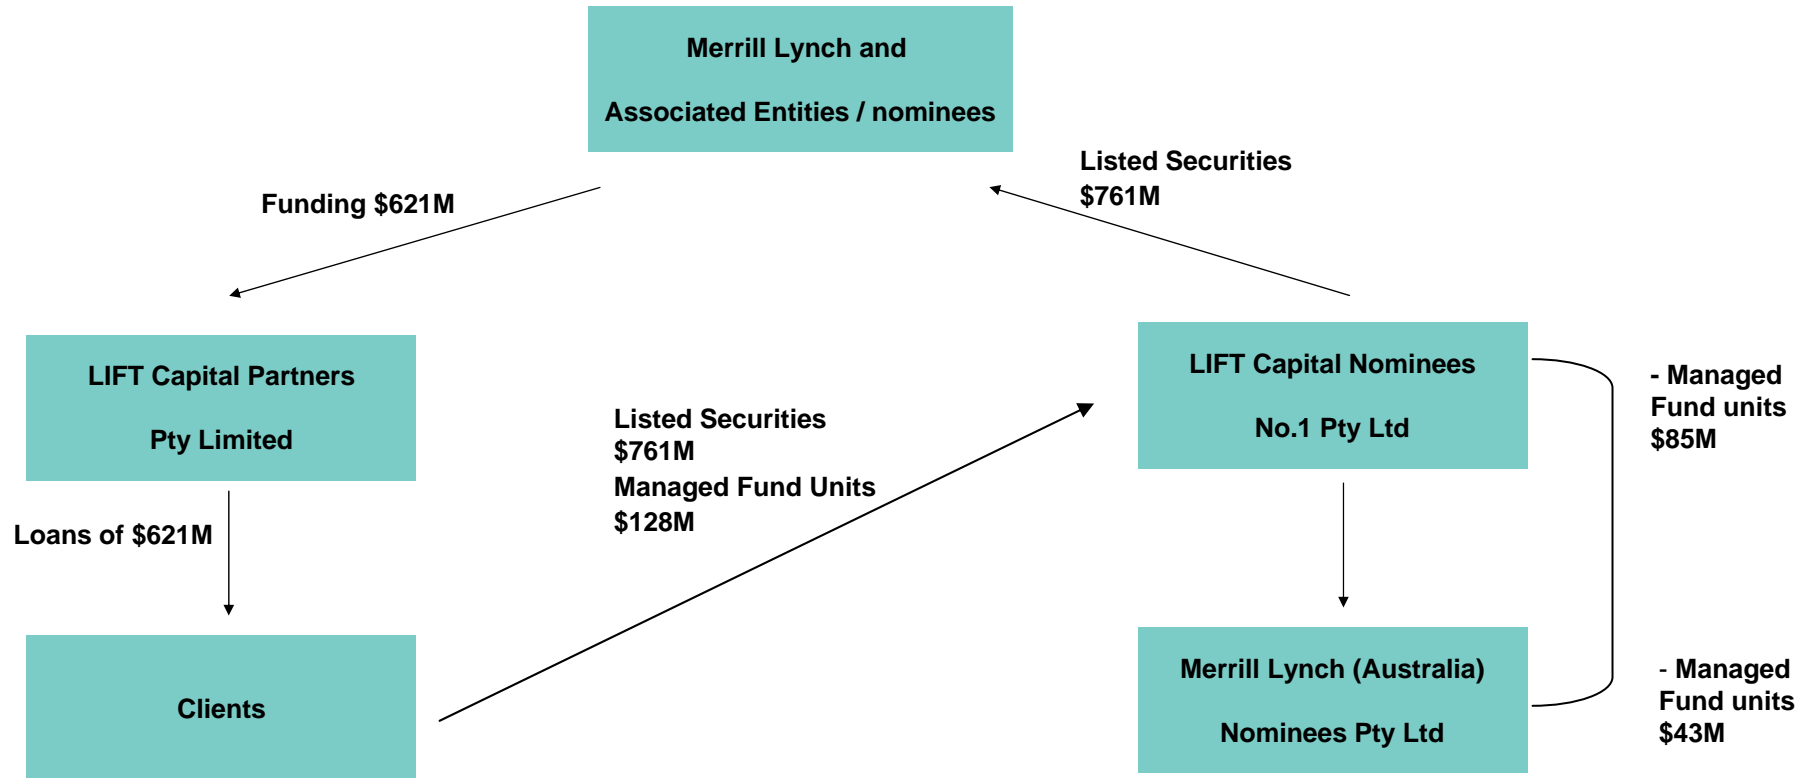 Merrill Lynch and
Associated Entities / nominees
Listed Securities
$761M
Funding $621M
LIFT Capital Partners
Pty Limited
LIFT Capital Nominees
No.1 Pty Ltd
- Managed
Fund units
$85M
Listed Securities
$761M
Managed Fund Units
$128M
Loans of $621M
Clients
Merrill Lynch (Australia)
Nominees Pty Ltd
- Managed
Fund units
$43M